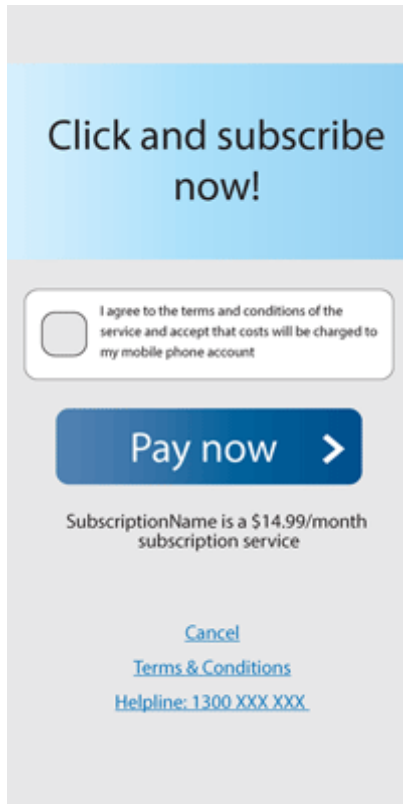 Click and subscribe
now!
I agree to the terms and conditions of the
service and accept that costs will be charged to
my mobile phone account
Pay now
SubscriptionName is a $14.99/month
subscription service
Cancel
Terms & Conditions
Helpline: 1300 XXX XXX